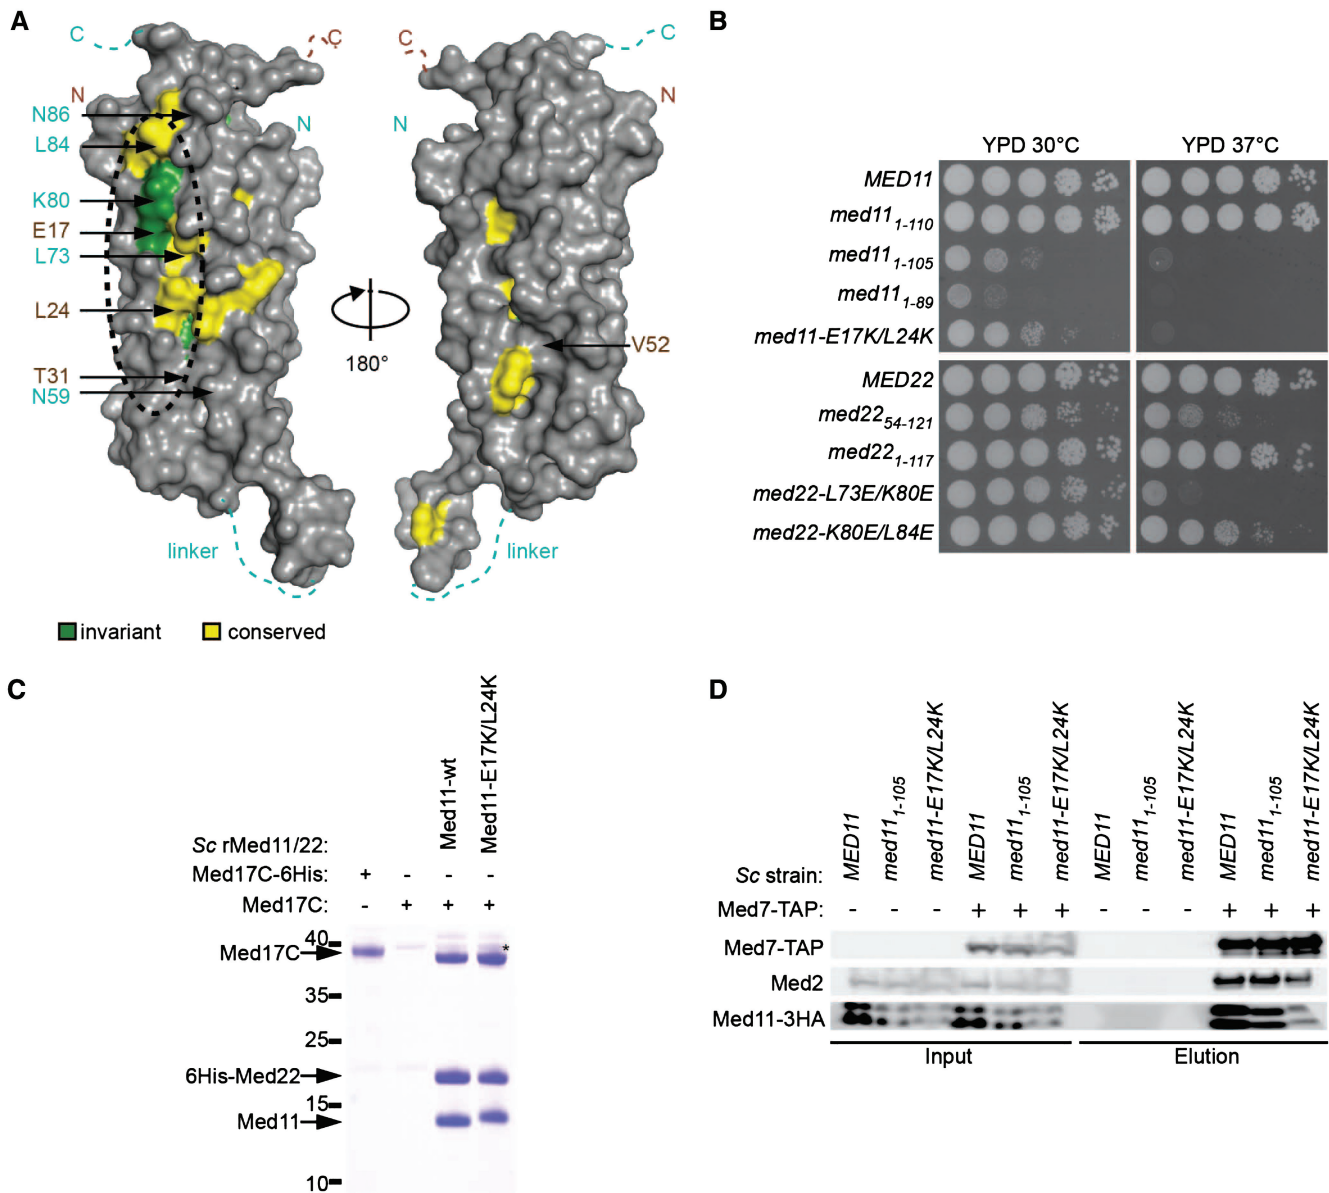 A
C
C
C
C
N
N
N
N
N86
L84
K80
E17
L73
L24
T31
N59
180°
V52
linker
linker
invariant
conserved
B
YPD 30°C
YPD 37°C
MED11
med11 1-110
med11 1-105
med11 1-89
med11-E17K/L24K
MED22
med22 54-121
med22 1-117
med22-L73E/K80E
med22-K80E/L84E
C
Med11-wt
Med11-E17K/L24K
Sc rMed11/22:
Med17C-6His: + - - -
Med17C: - + + +
40
Med17C
*
35
25
6His-Med22
15
Med11
10
D
MED11
med11 1-105
med11-E17K/L24K
MED11
med11 1-105
med11-E17K/L24K
MED11
med11 1-105
med11-E17K/L24K
MED11
med11 1-105
med11-E17K/L24K
Sc strain:
Med7-TAP: - - - + + + - - - + + +
Med7-TAP
Med2
Med11-3HA
Input
Elution